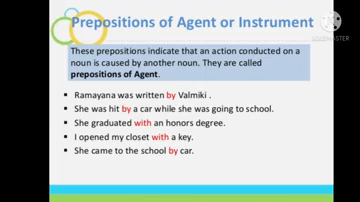 Prepositions of Agent or Instrument
These prepositions indicate that an action conducted on a
noun is caused by another noun. They are called
prepositions of Agent.
Ramayana was written by Valmiki .
She was hit by a car while she was going to school.
She graduated with an honors degree.
I opened my closet with a key.
She came to the school by car.